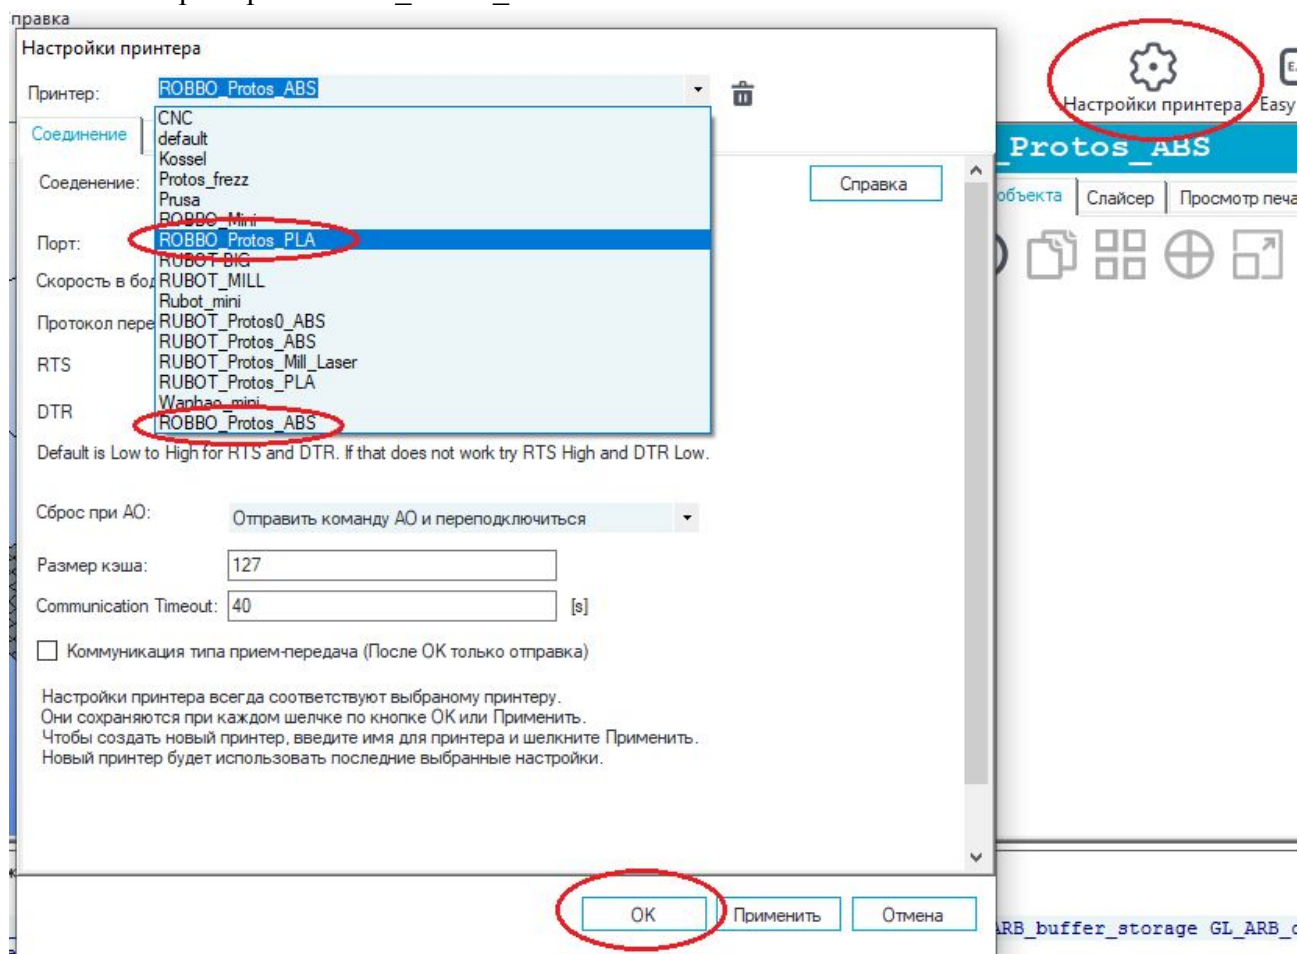 правка
Настройки принтера
Принтер:
ROBBO_Protos_ABS
CNC
default
Kossel
Protos_frezz
Prusa
ROBBO_Mini
ROBBO_Protos_PLA
RUBOT BIG
RUBOT_MILL
Rubot_mini
RUBOT_Protos0_ABS
RUBOT_Protos_ABS
RUBOT_Protos_Mill_Laser
RUBOT_Protos_PLA
Wanhao_mini
ROBBO_Protos_ABS
Соединение
Соеденение:
Справка
Порт:
Скорость в бод
Протокол пере
RTS
DTR
Default is Low to High for RTS and DTR. If that does not work try RTS High and DTR Low.
Сброс при АО:
Отправить команду АО и переподключиться
Размер кэша:
127
Communication Timeout:
40
[s]
Коммуникация типа прием-передача (После ОК только отправка)
Настройки принтера всегда соответствуют выбраному принтеру.
Они сохраняются при каждом шелчке по кнопке ОК или Применить.
Чтобы создать новый принтер, введите имя для принтера и шелкните Применить.
Новый принтер будет использовать последние выбранные настройки.
OK
Применить
Отмена
Настройки принтера
Easy
_Protos_ABS
объекта
Слайсер
Просмотр печа
ARB_buffer_storage GL_ARB_